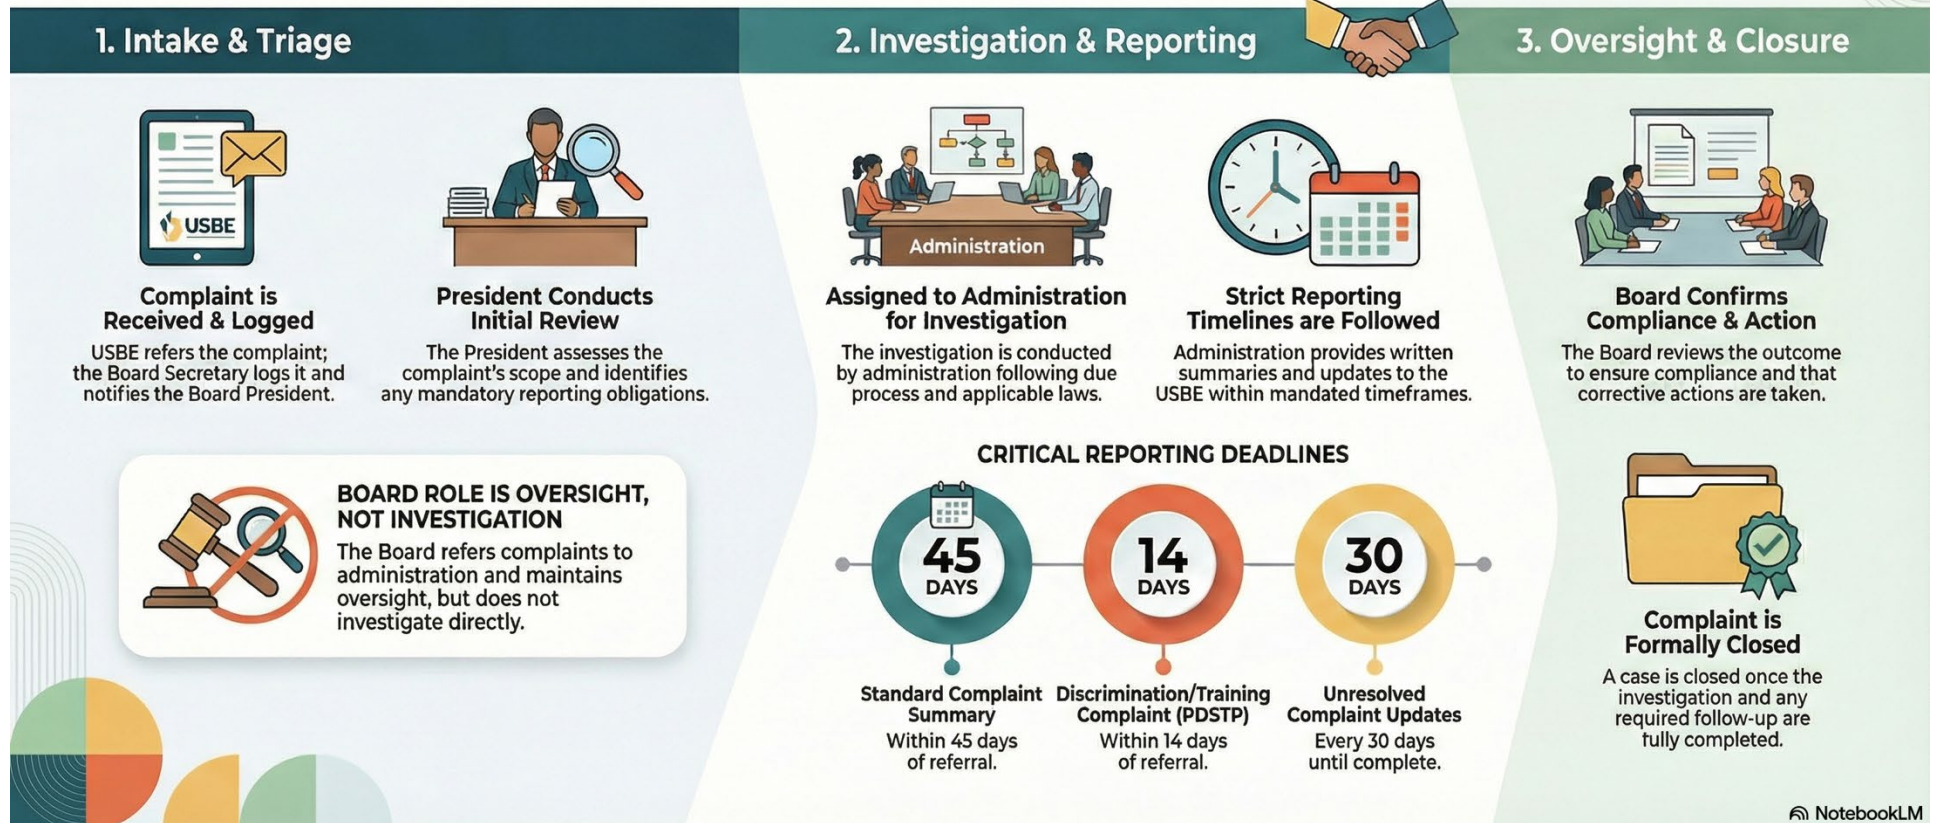 1. Intake & Triage
USBE
Complaint is
Received & Logged
USBE refers the complaint;
the Board Secretary logs it and
notifies the Board President.
President Conducts
Initial Review
The President assesses the
complaint's scope and identifies
any mandatory reporting obligations.
BOARD ROLE IS OVERSIGHT,
NOT INVESTIGATION
The Board refers complaints to
administration and maintains
oversight, but does not
investigate directly.
2. Investigation & Reporting
Administration
Assigned to Administration
for Investigation
The investigation is conducted
by administration following due
process and applicable laws.
Strict Reporting
Timelines are Followed
Administration provides written
summaries and updates to the
USBE within mandated timeframes.
CRITICAL REPORTING DEADLINES
45
DAYS
Standard Complaint
Summary
Within 45 days
of referral.
14
DAYS
Discrimination/Training
Complaint (PDSTP)
Within 14 days
of referral.
30
DAYS
Unresolved
Complaint Updates
Every 30 days
until complete.
3. Oversight & Closure
Board Confirms
Compliance & Action
The Board reviews the outcome
to ensure compliance and that
corrective actions are taken.
Complaint is
Formally Closed
A case is closed once the
investigation and any
required follow-up are
fully completed.
NotebookLM